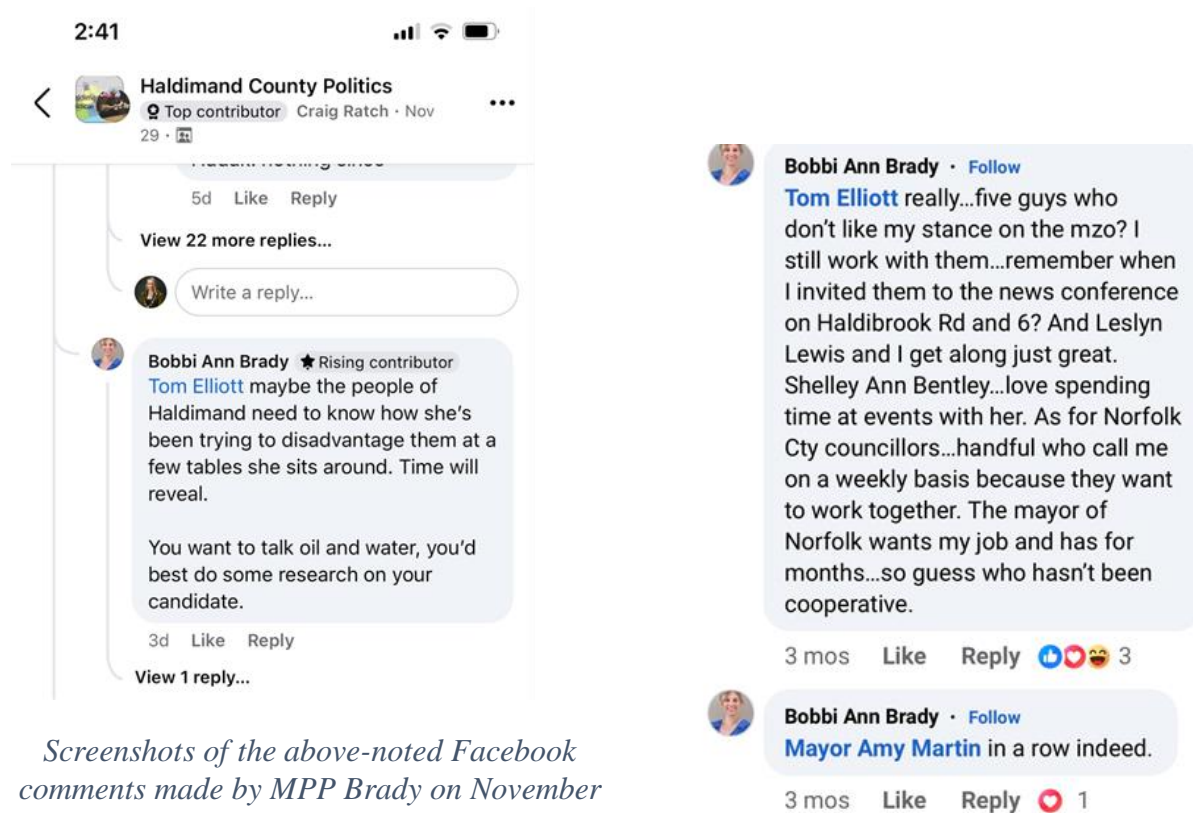 2:41
Haldimand County Politics
Top contributor Craig Ratch · Nov
29 ·
nothing since
5d Like Reply
View 22 more replies...
Write a reply...
Bobbi Ann Brady Rising contributor
Tom Elliott maybe the people of
Haldimand need to know how she's
been trying to disadvantage them at a
few tables she sits around. Time will
reveal.
You want to talk oil and water, you'd
best do some research on your
candidate.
3d Like Reply
View 1 reply...
Screenshots of the above-noted Facebook
comments made by MPP Brady on November
Bobbi Ann Brady · Follow
Tom Elliott really...five guys who
don't like my stance on the mzo? I
still work with them...remember when
I invited them to the news conference
on Haldibrook Rd and 6? And Leslyn
Lewis and I get along just great.
Shelley Ann Bentley...love spending
time at events with her. As for Norfolk
Cty councillors...handful who call me
on a weekly basis because they want
to work together. The mayor of
Norfolk wants my job and has for
months...so guess who hasn't been
cooperative.
3 mos Like Reply 3
Bobbi Ann Brady · Follow
Mayor Amy Martin in a row indeed.
3 mos Like Reply 1